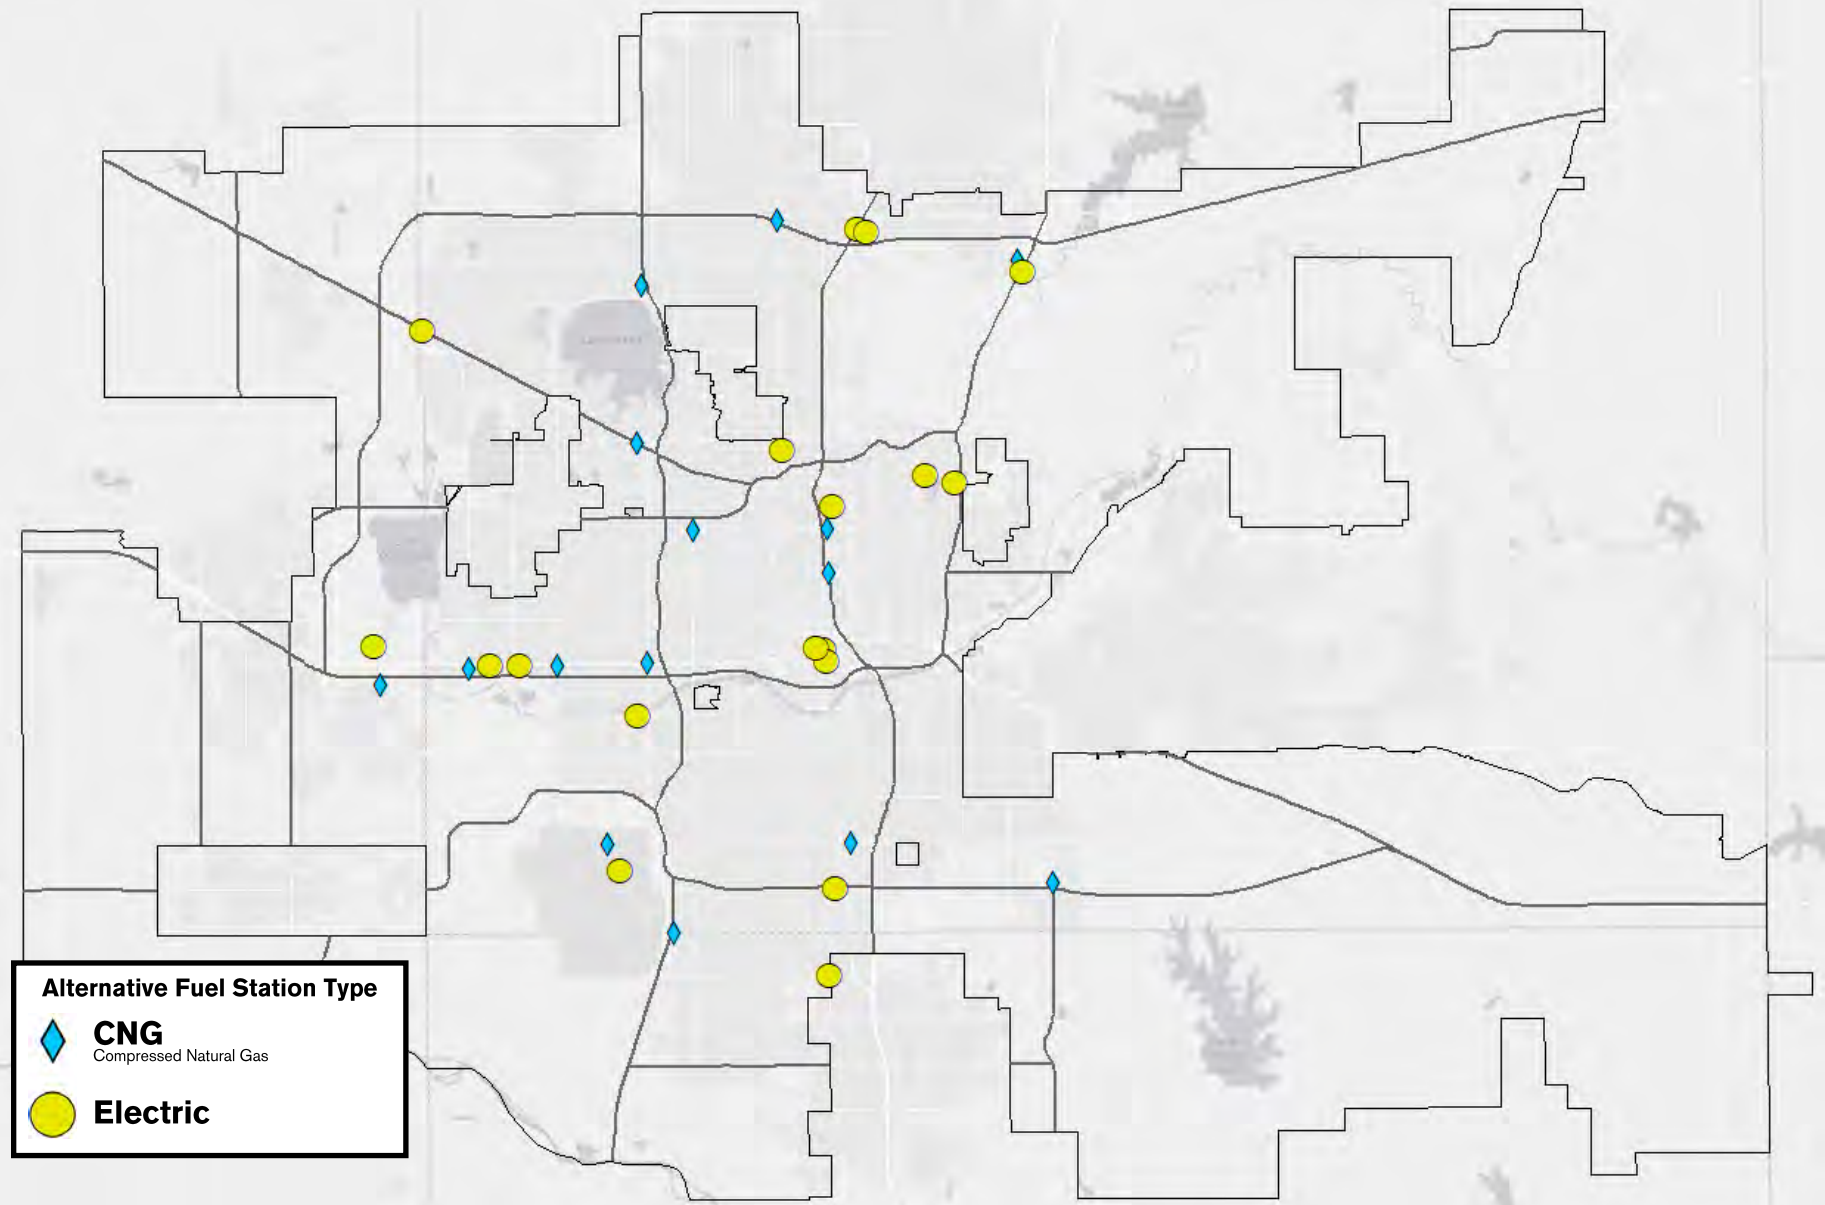 Alternative Fuel Station Type
CNG
Compressed Natural Gas
Electric